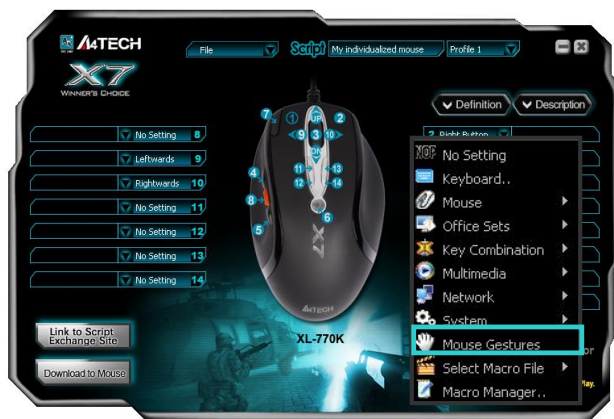 A4TECH
File
Script
My individualized mouse
Profile 1
X7
WINNER'S CHOICE
Definition
Description
7
1
UP
2
9
3
10
DN
11
13
12
14
4
8
5
6
X7
A4TECH
XL-770K
No Setting 8
Leftwards 9
Rightwards 10
No Setting 11
No Setting 12
No Setting 13
No Setting 14
2 Right Button
NOF No Setting
Keyboard..
Mouse
Office Sets
Key Combination
Multimedia
Network
System
Mouse Gestures
Select Macro File
Macro Manager..
Link to Script
Exchange Site
Download to Mouse
or
Play.